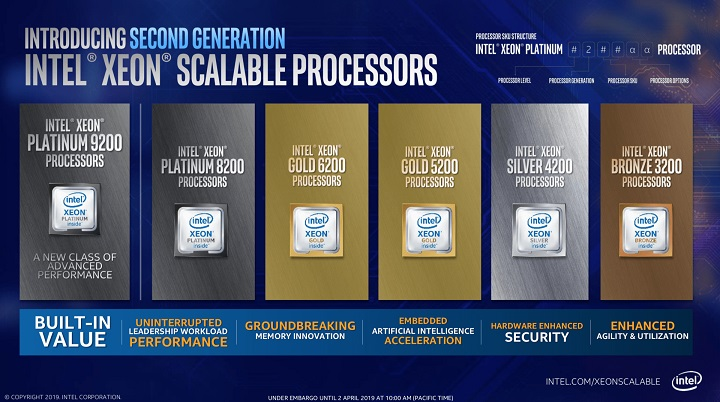 INTRODUCING SECOND GENERATION
INTEL® XEON® SCALABLE PROCESSORS
PROCESSOR SKU STRUCTURE
INTEL® XEON® PLATINUM # 2 # # α α PROCESSOR
PROCESSOR LEVEL PROCESSOR GENERATION PROCESSOR SKU PROCESSOR OPTIONS
INTEL® XEON®
PLATINUM 9200
PROCESSORS
intel
XEON
PLATINUM
inside™
A NEW CLASS OF
ADVANCED
PERFORMANCE
INTEL® XEON®
PLATINUM 8200
PROCESSORS
intel
XEON
PLATINUM
inside™
INTEL® XEON®
GOLD 6200
PROCESSORS
intel
XEON
GOLD
inside™
INTEL® XEON®
GOLD 5200
PROCESSORS
intel
XEON
GOLD
inside™
INTEL® XEON®
SILVER 4200
PROCESSORS
intel
XEON
SILVER
inside™
INTEL® XEON®
BRONZE 3200
PROCESSORS
intel
XEON
BRONZE
inside™
BUILT-IN
VALUE
UNINTERRUPTED
LEADERSHIP WORKLOAD
PERFORMANCE
GROUNDBREAKING
MEMORY INNOVATION
EMBEDDED
ARTIFICIAL INTELLIGENCE
ACCELERATION
HARDWARE ENHANCED
SECURITY
ENHANCED
AGILITY & UTILIZATION
INTEL.COM/XEONSCALABLE
intel
© COPYRIGHT 2019. INTEL CORPORATION.
UNDER EMBARGO UNTIL 2 APRIL 2019 AT 10:00 AM (PACIFIC TIME)